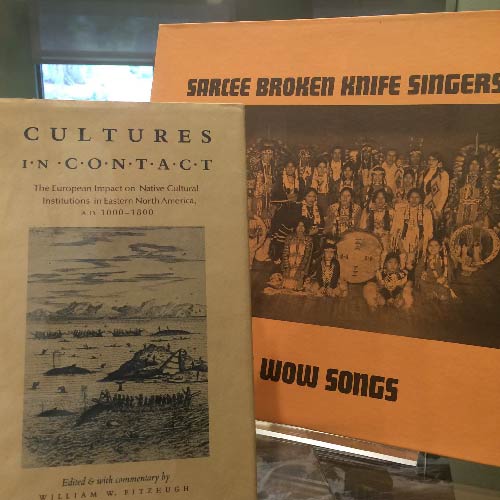 CULTURES
I·N · C·O·N·T·A·C·T
The European Impact on Native Cultural
Institutions in Eastern North America,
A.D. 1000–1800
Edited & with commentary by
WILLIAM W. FITZHUGH
SARCEE BROKEN KNIFE SINGERS
WOW SONGS